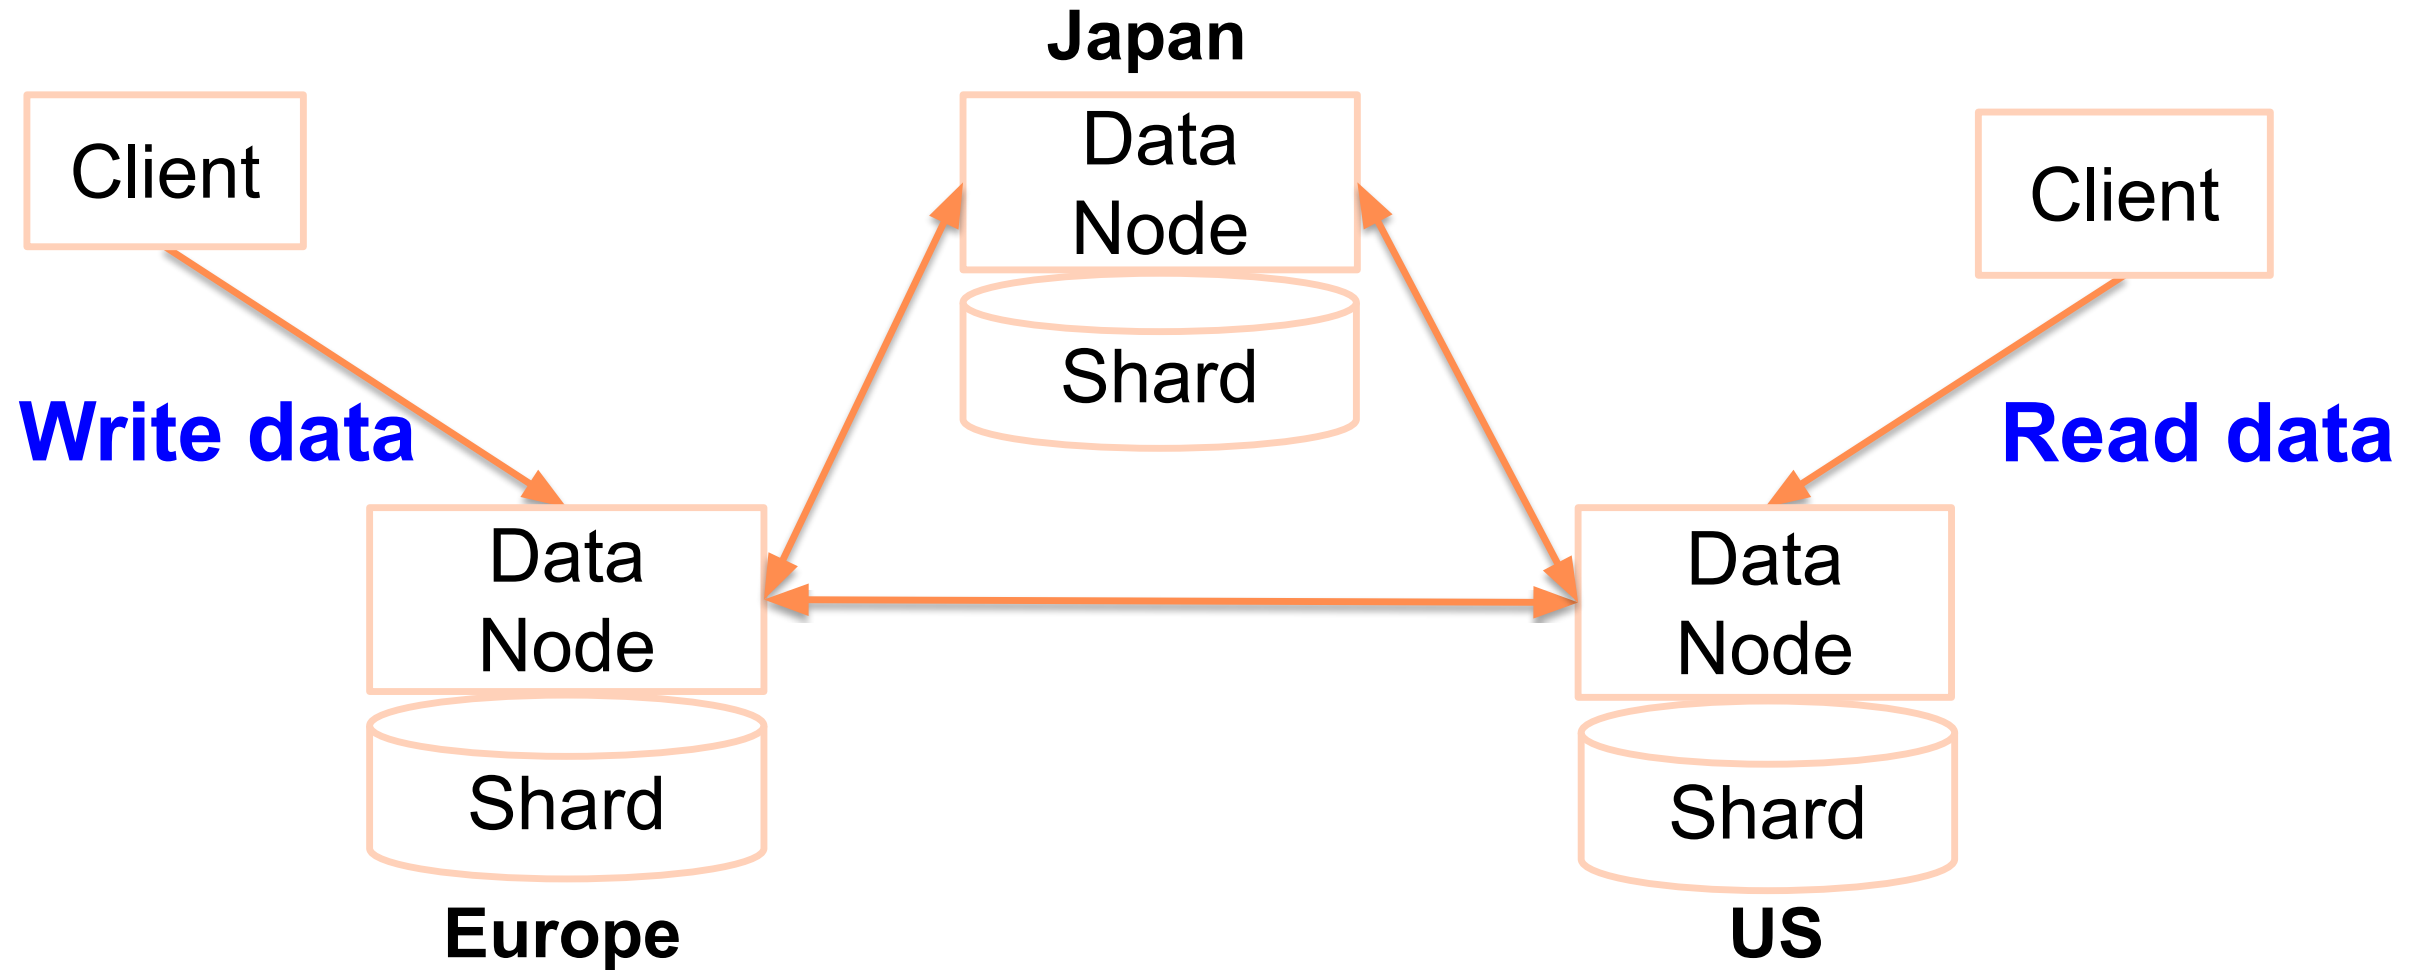 Japan
Client
Data
Node
Client
Shard
Write data
Read data
Data
Node
Data
Node
Shard
Shard
Europe
US